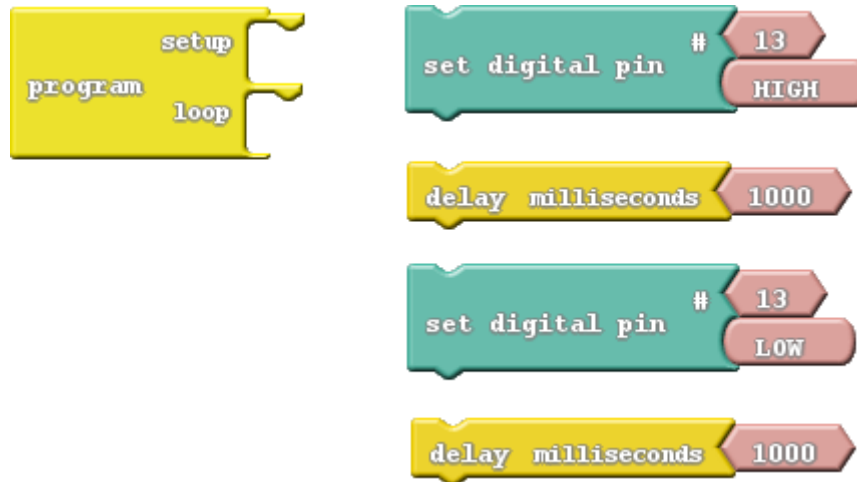 setup
program
loop
set digital pin # 13
HIGH
delay milliseconds 1000
set digital pin # 13
LOW
delay milliseconds 1000